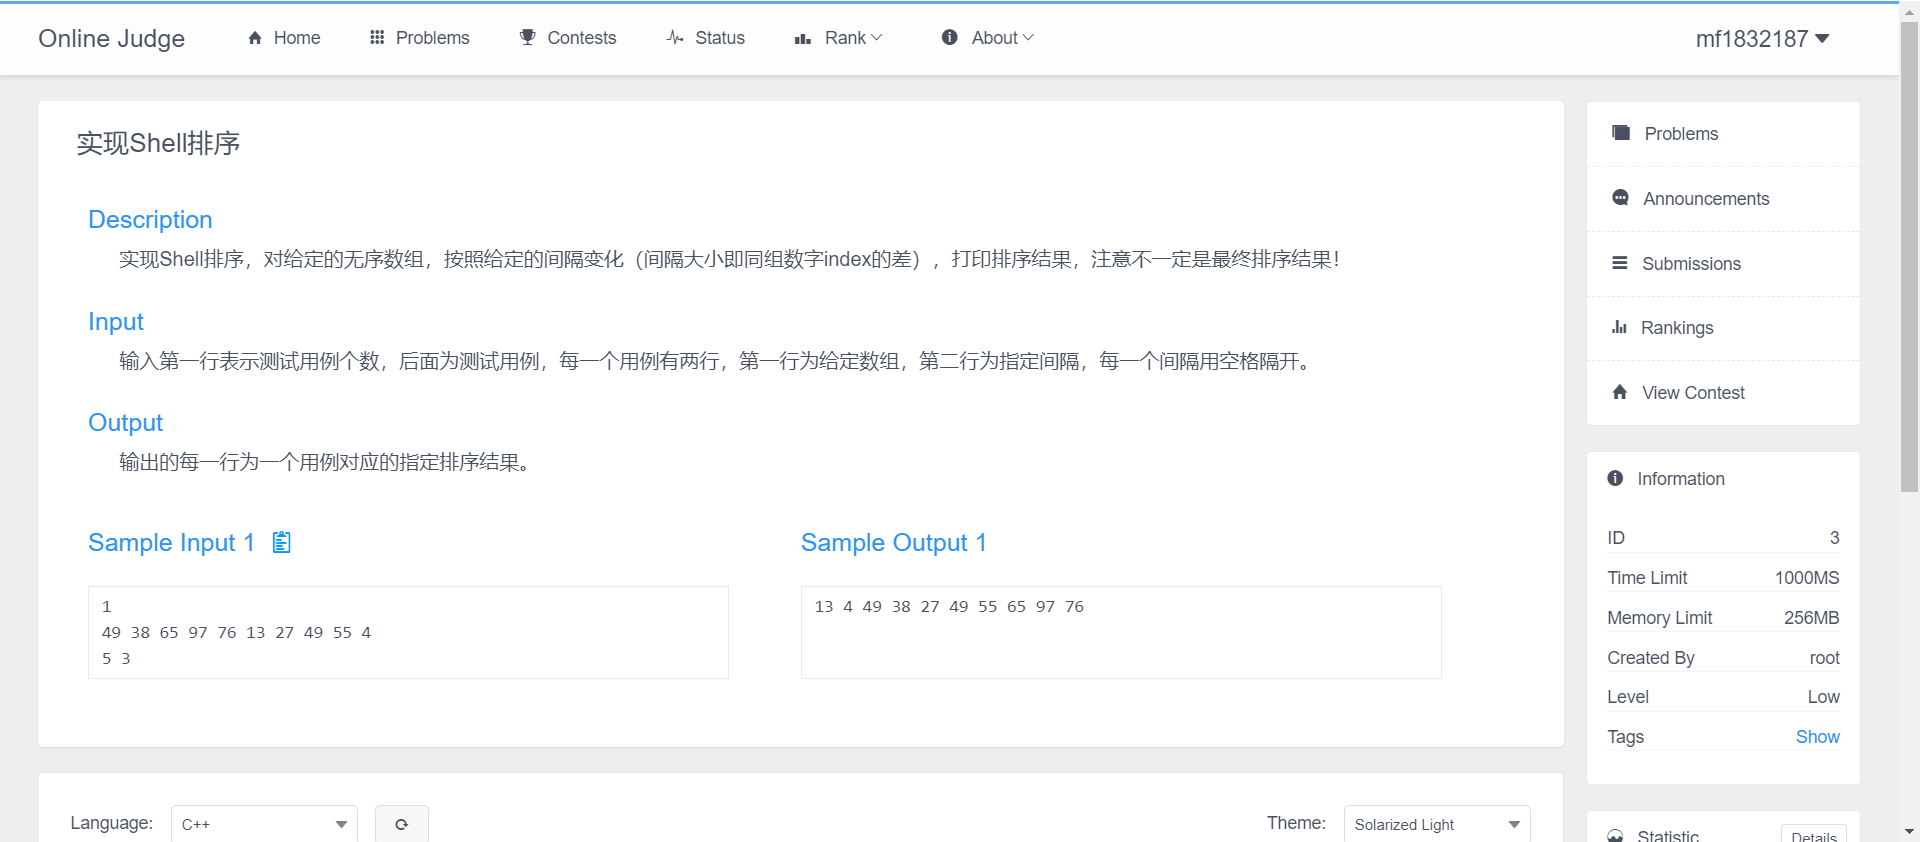 Online Judge
Home
Problems
Contests
Status
Rank
About
mf1832187
实现Shell排序
Description
实现Shell排序，对给定的无序数组，按照给定的间隔变化（间隔大小即同组数字index的差），打印排序结果，注意不一定是最终排序结果！
Input
输入第一行表示测试用例个数，后面为测试用例，每一个用例有两行，第一行为给定数组，第二行为指定间隔，每一个间隔用空格隔开。
Output
输出的每一行为一个用例对应的指定排序结果。
Sample Input 1
1
49 38 65 97 76 13 27 49 55 4
5 3
Sample Output 1
13 4 49 38 27 49 55 65 97 76
Language:
C++
Theme:
Solarized Light
Problems
Announcements
Submissions
Rankings
View Contest
Information
ID 3
Time Limit 1000MS
Memory Limit 256MB
Created By root
Level Low
Tags Show
Statistic
Details